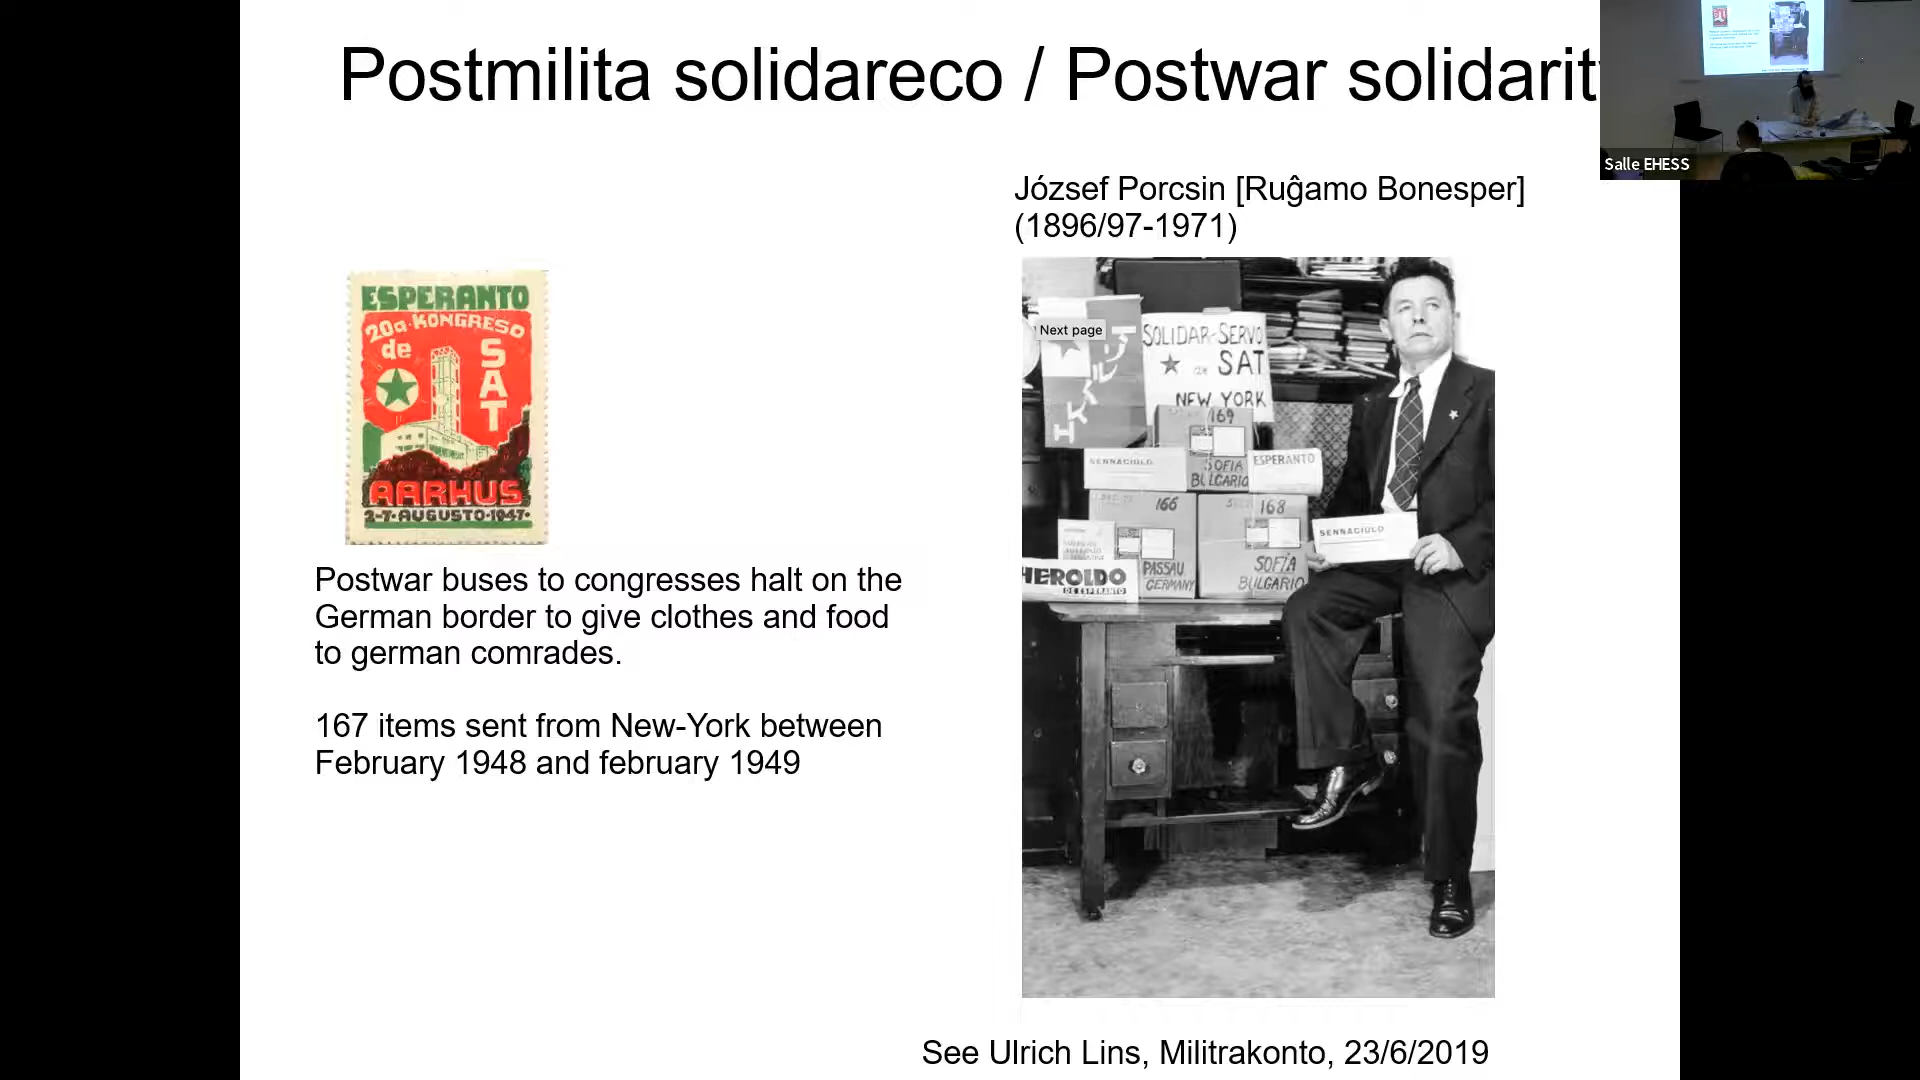 Postmilita solidareco / Postwar
Salle EHESS
József Porcsin [Ruĝamo Bonesper]
(1896/97-1971)
ESPERANTO
20a·KONGRESO
de
SAT
AARHUS
2-7·AUGUSTO·1947·
Next page
SOLIDAR-SERVO
de SAT
NEW YORK
169
SENNACIULO
SOFIA
BULGARIO
ESPERANTO
166
168
SENNACIULO
PASSAU
GERMANY
SOFIA
BULGARIO
HEROLDO
DE ESPERANTO
Postwar buses to congresses halt on the
German border to give clothes and food
to german comrades.
167 items sent from New-York between
February 1948 and february 1949
See Ulrich Lins, Militrakonto, 23/6/2019